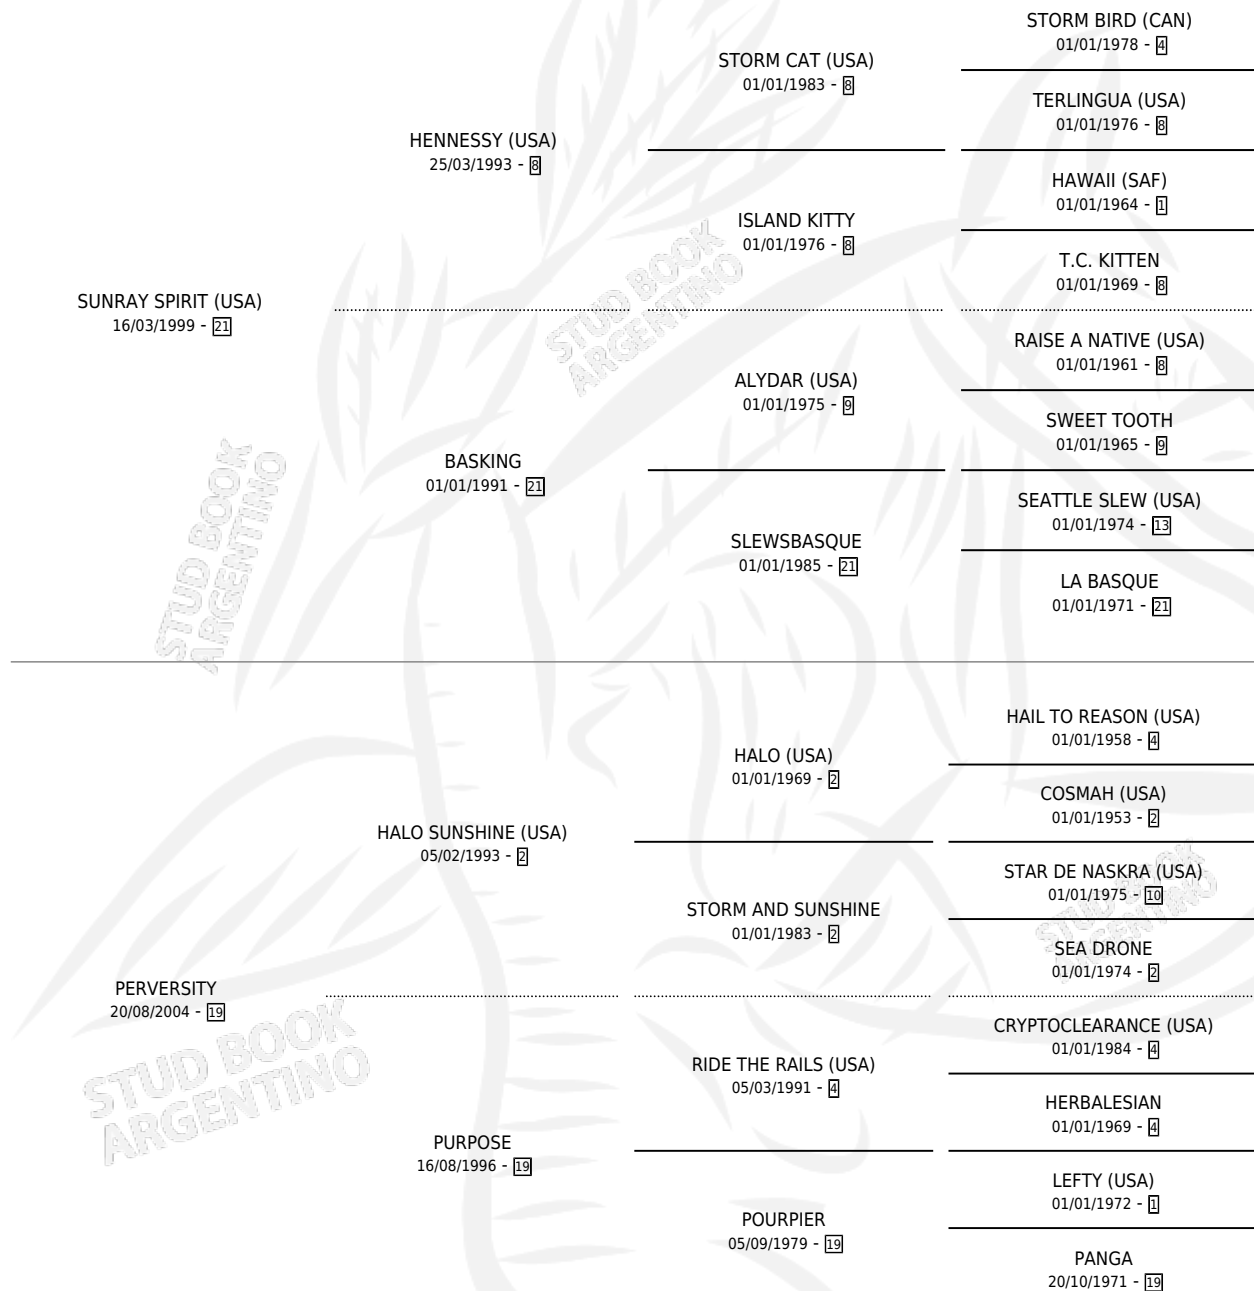 STORM BIRD (CAN)
01/01/1978 - 4
STORM CAT (USA)
01/01/1983 - 8
TERLINGUA (USA)
01/01/1976 - 8
HENNESSY (USA)
25/03/1993 - 8
HAWAII (SAF)
01/01/1964 - 1
ISLAND KITTY
01/01/1976 - 8
T.C. KITTEN
01/01/1969 - 8
SUNRAY SPIRIT (USA)
16/03/1999 - 21
STUD BOOK
ARGENTINO
RAISE A NATIVE (USA)
01/01/1961 - 8
ALYDAR (USA)
01/01/1975 - 9
SWEET TOOTH
01/01/1965 - 9
BASKING
01/01/1991 - 21
SEATTLE SLEW (USA)
01/01/1974 - 13
SLEWSBASQUE
01/01/1985 - 21
LA BASQUE
01/01/1971 - 21
STUD BOOK
ARGENTINO
HAIL TO REASON (USA)
01/01/1958 - 4
HALO (USA)
01/01/1969 - 2
COSMAH (USA)
01/01/1953 - 2
HALO SUNSHINE (USA)
05/02/1993 - 2
STAR DE NASKRA (USA)
01/01/1975 - 10
STORM AND SUNSHINE
01/01/1983 - 2
STUD BOOK
ARGENTINO
SEA DRONE
01/01/1974 - 2
PERVERSITY
20/08/2004 - 19
STUD BOOK
ARGENTINO
CRYPTOCLEARANCE (USA)
01/01/1984 - 4
RIDE THE RAILS (USA)
05/03/1991 - 4
HERBALESIAN
01/01/1969 - 4
PURPOSE
16/08/1996 - 19
LEFTY (USA)
01/01/1972 - 1
POURPIER
05/09/1979 - 19
PANGA
20/10/1971 - 19